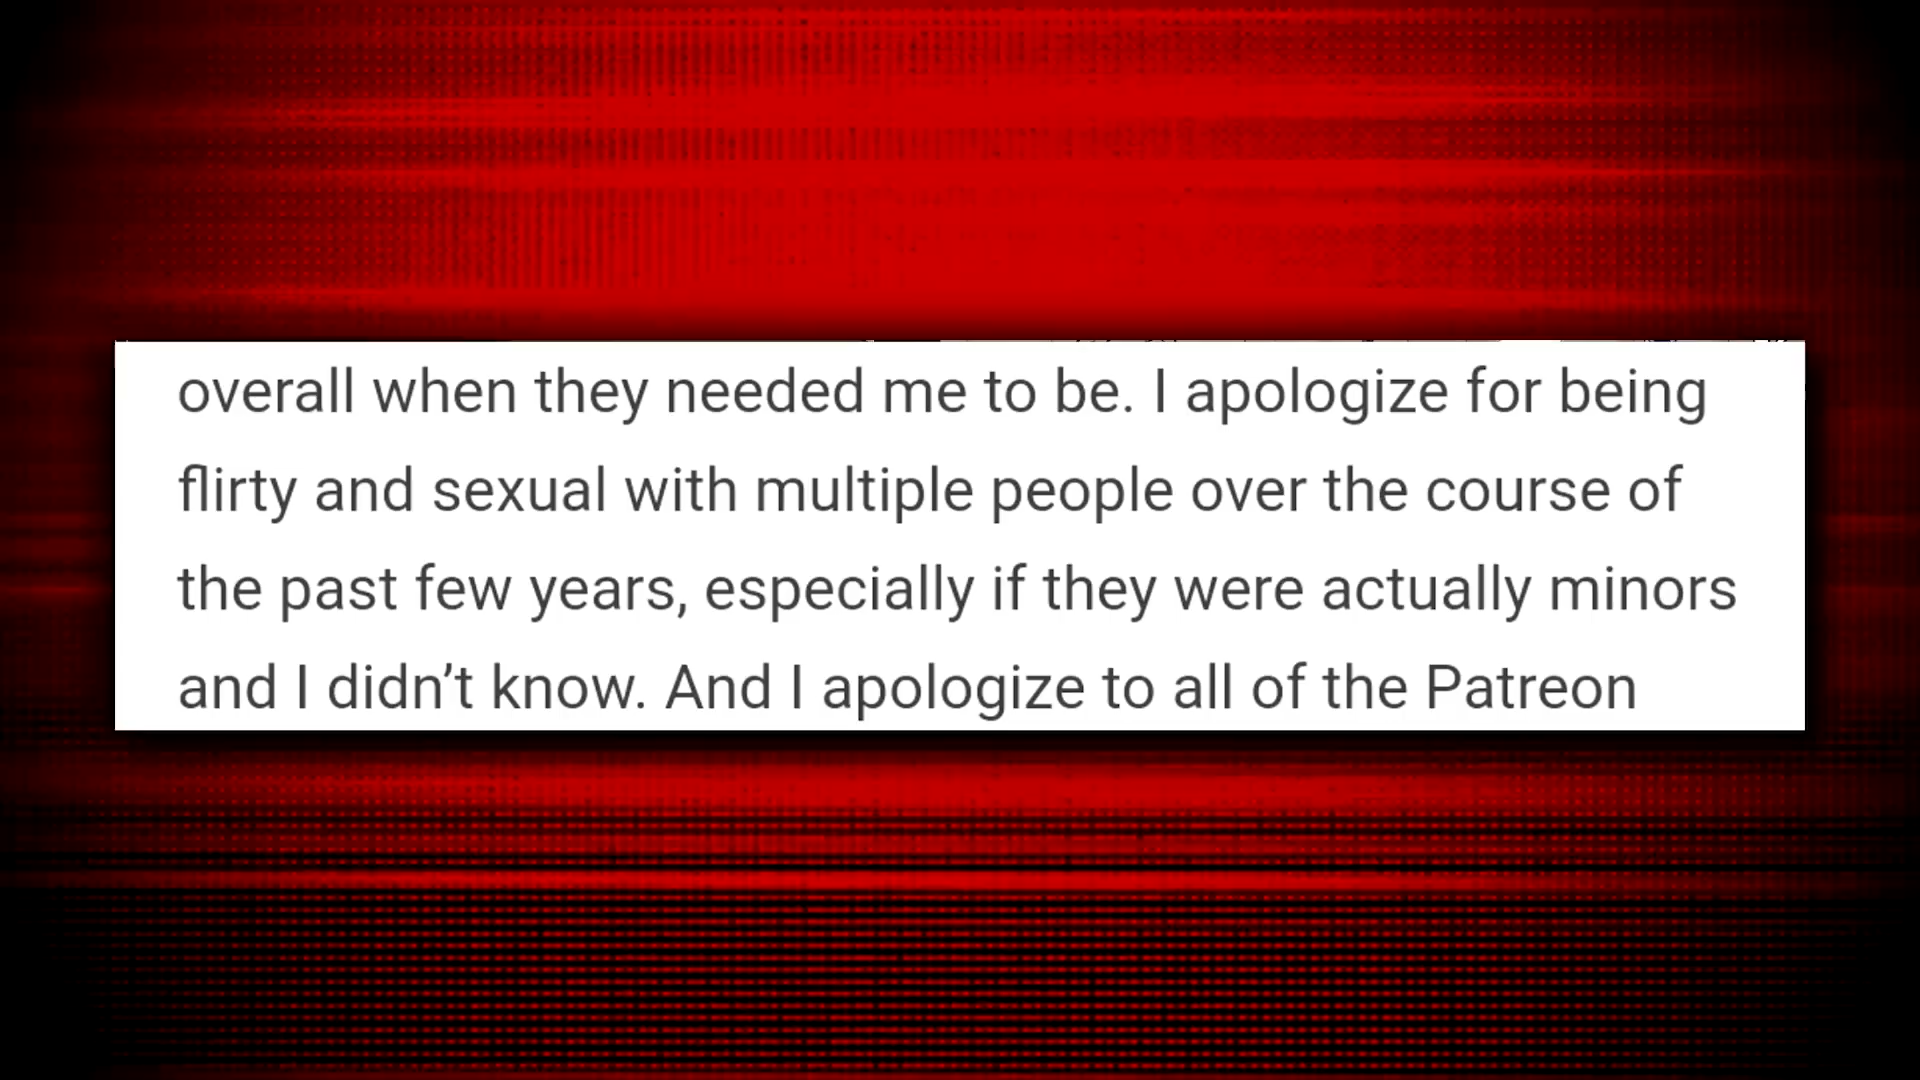 overall when they needed me to be. I apologize for being
flirty and sexual with multiple people over the course of
the past few years, especially if they were actually minors
and I didn’t know. And I apologize to all of the Patreon